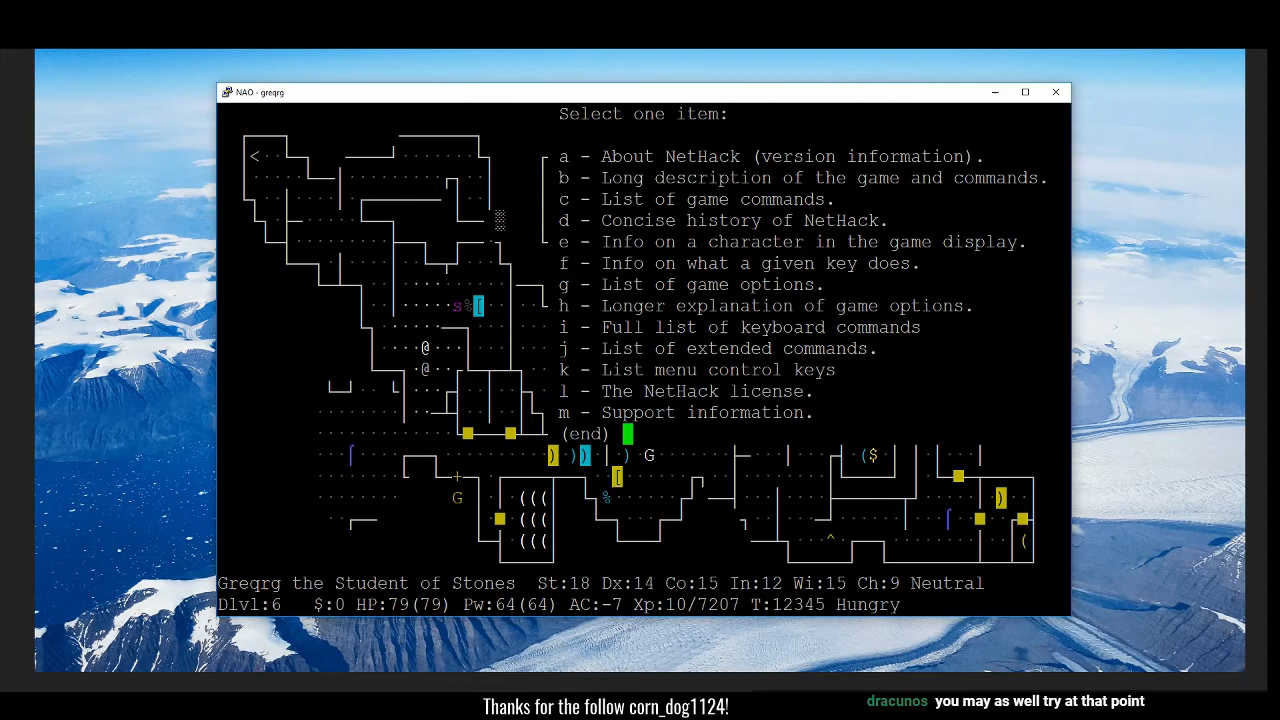 NAO - greqrg
Select one item:
a - About NetHack (version information).
b - Long description of the game and commands.
c - List of game commands.
d - Concise history of NetHack.
e - Info on a character in the game display.
f - Info on what a given key does.
g - List of game options.
h - Longer explanation of game options.
i - Full list of keyboard commands
j - List of extended commands.
k - List menu control keys
l - The NetHack license.
m - Support information.
(end)
Greqrg the Student of Stones St:18 Dx:14 Co:15 In:12 Wi:15 Ch:9 Neutral
Dlvl:6 $:0 HP:79(79) Pw:64(64) AC:-7 Xp:10/7207 T:12345 Hungry
Thanks for the follow corn_dog1124!
dracunos you may as well try at that point